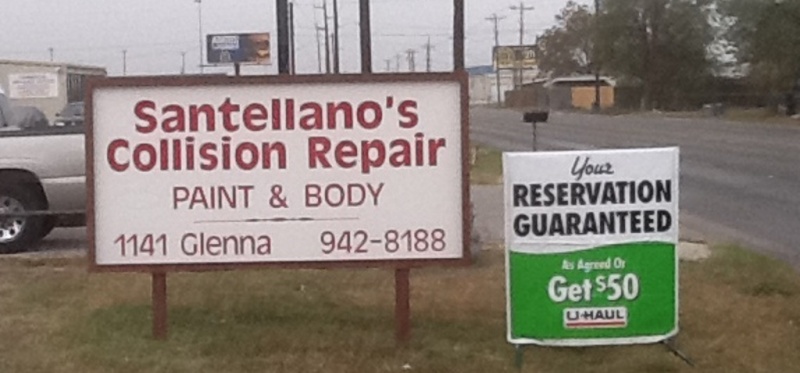 Santellano's
Collision Repair
PAINT & BODY
1141 Glenna 942-8188
Your
RESERVATION
GUARANTEED
As Agreed Or
Get $50
U-HAUL